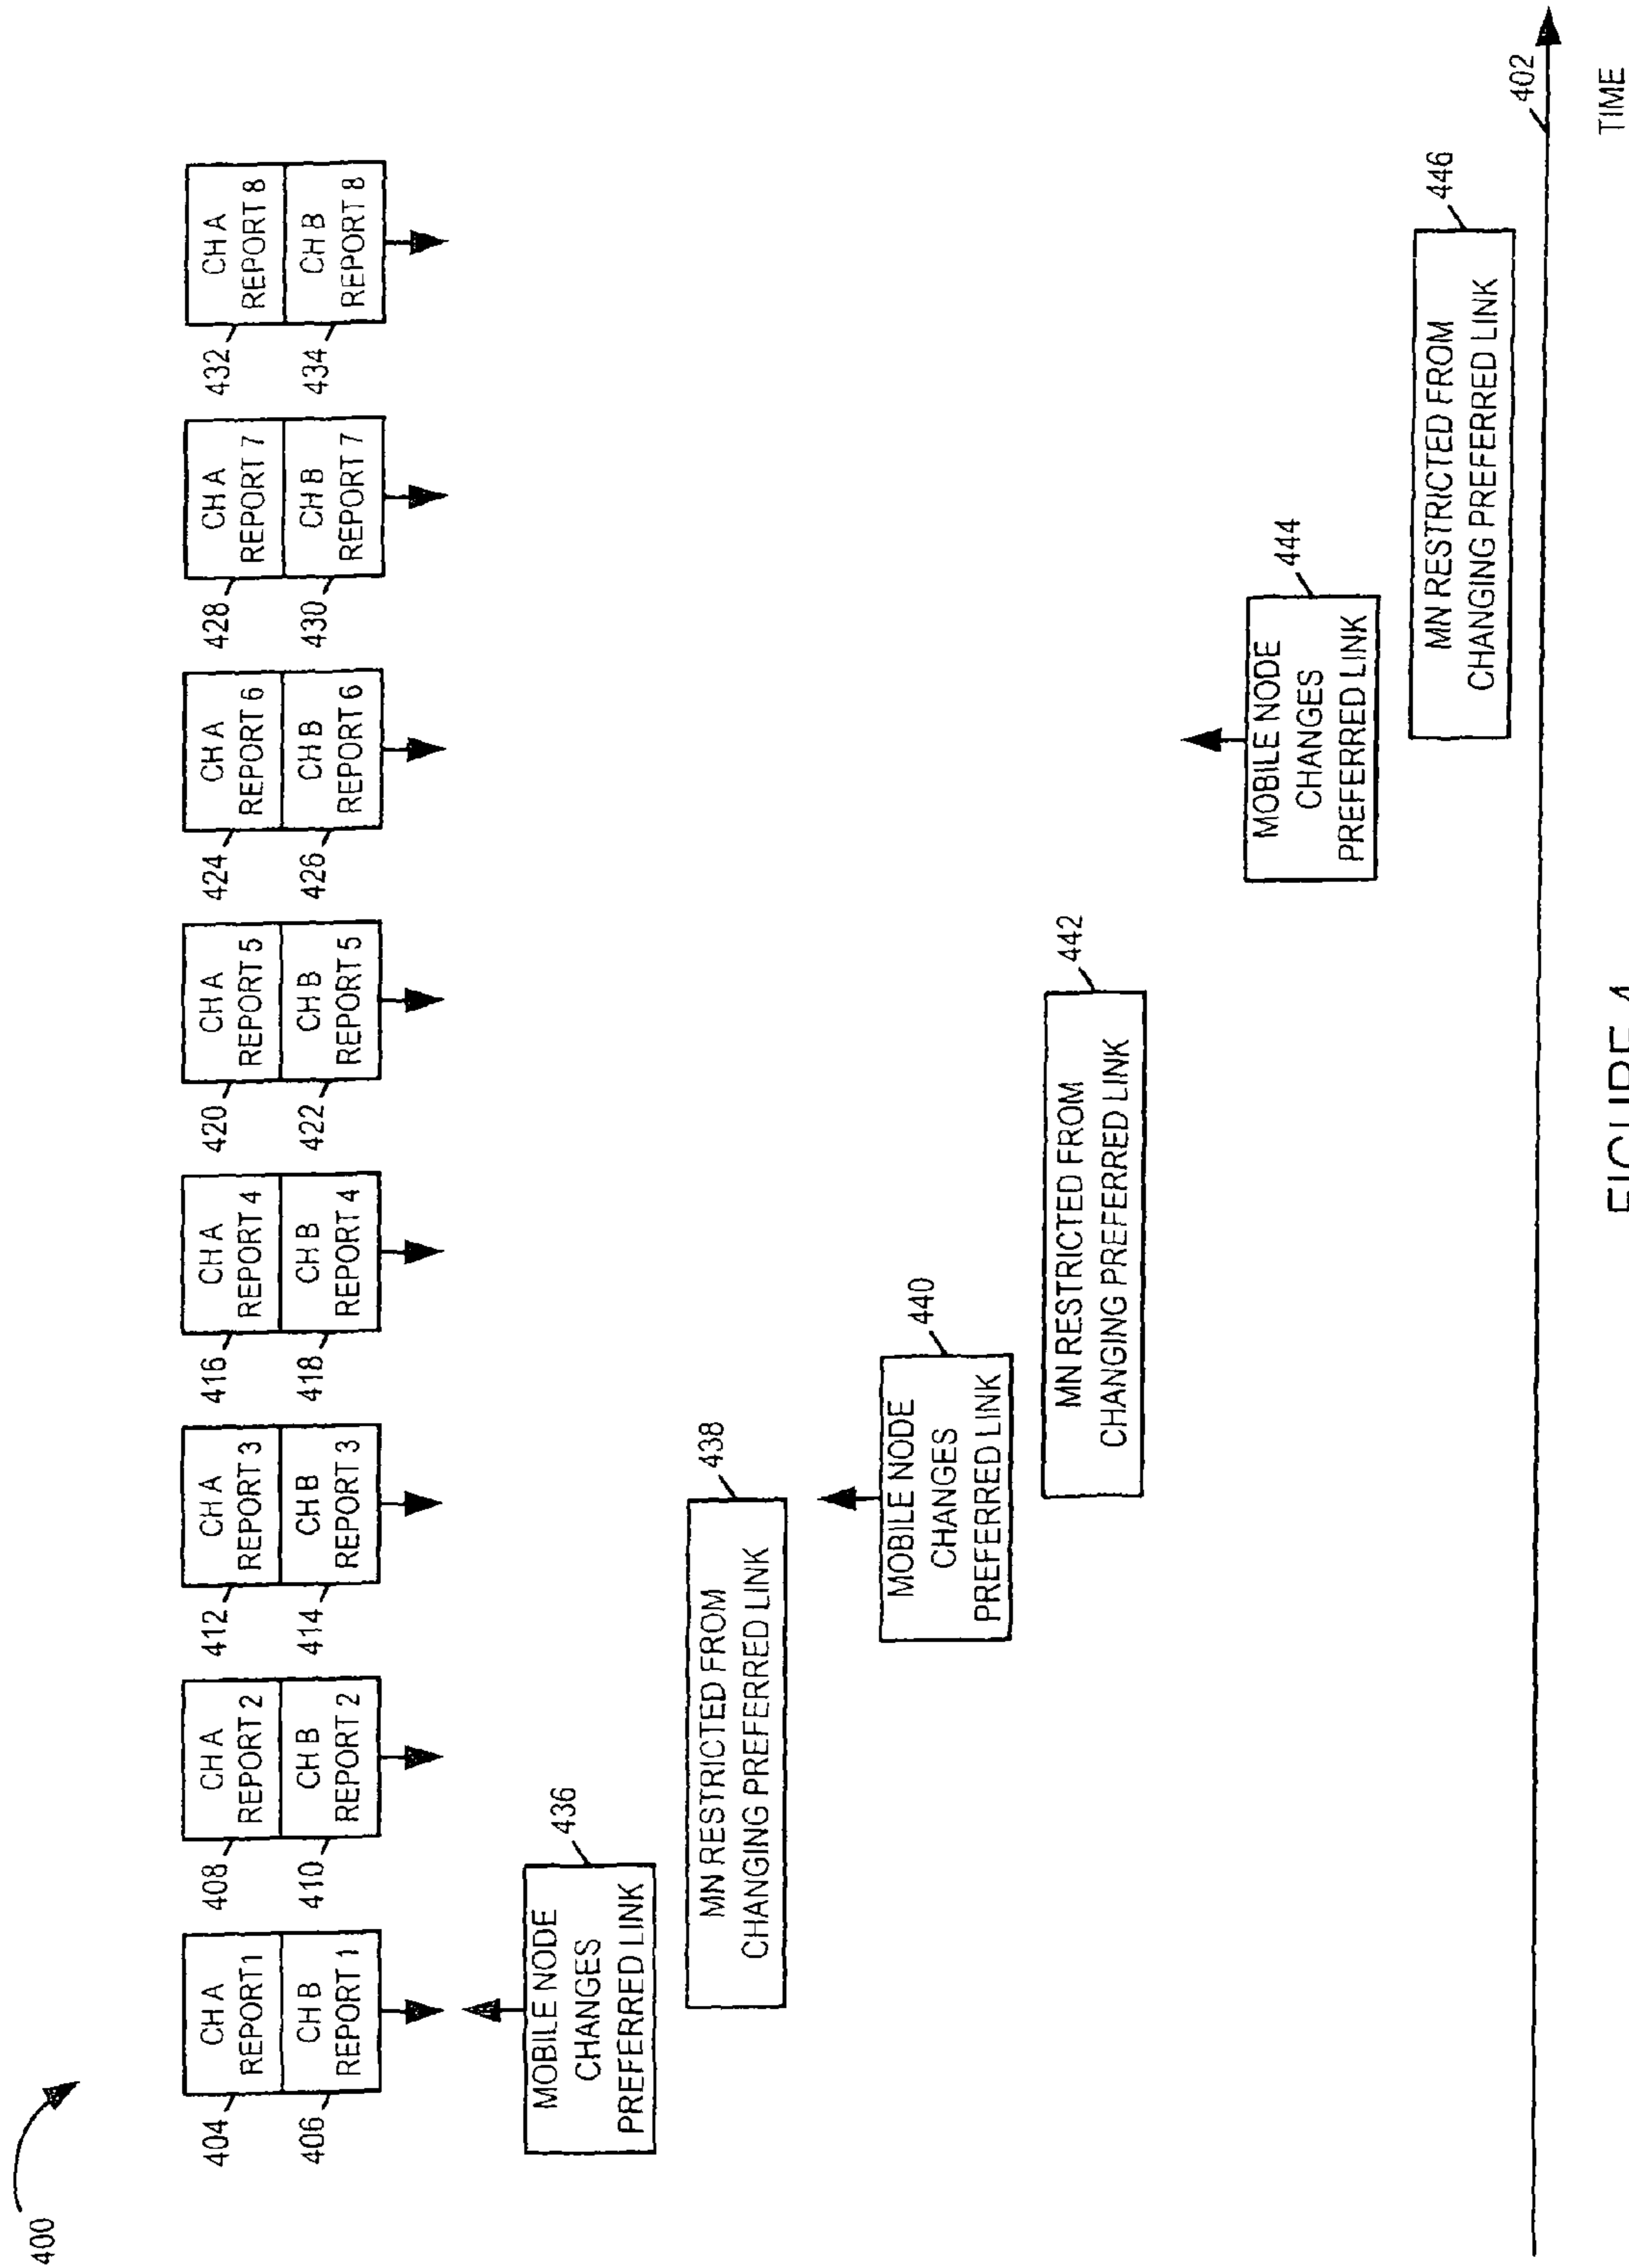 400
404
CH A
REPORT 1
406
CH B
REPORT 1
408
CH A
REPORT 2
410
CH B
REPORT 2
412
CH A
REPORT 3
414
CH B
REPORT 3
416
CH A
REPORT 4
418
CH B
REPORT 4
420
CH A
REPORT 5
422
CH B
REPORT 5
424
CH A
REPORT 6
426
CH B
REPORT 6
428
CH A
REPORT 7
430
CH B
REPORT 7
432
CH A
REPORT 8
434
CH B
REPORT 8
436
MOBILE NODE
CHANGES
PREFERRED LINK
438
MN RESTRICTED FROM
CHANGING PREFERRED LINK
440
MOBILE NODE
CHANGES
PREFERRED LINK
442
MN RESTRICTED FROM
CHANGING PREFERRED LINK
444
MOBILE NODE
CHANGES
PREFERRED LINK
446
MN RESTRICTED FROM
CHANGING PREFERRED LINK
402
TIME
FIGURE 4